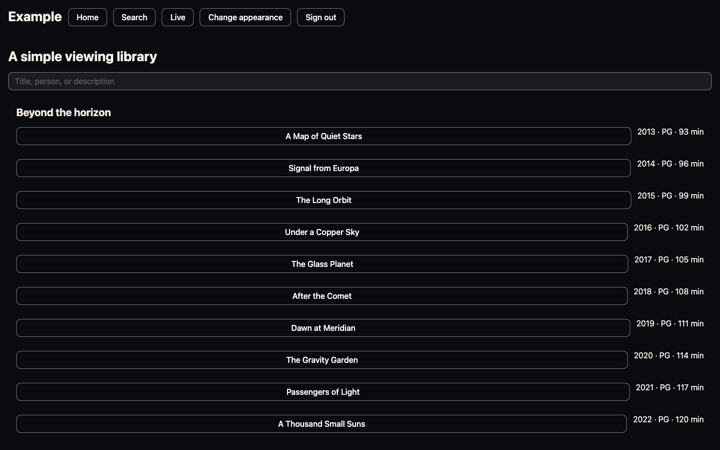 Example Home Search Live Change appearance Sign out
A simple viewing library
Title, person, or description
Beyond the horizon
A Map of Quiet Stars 2013 · PG · 93 min
Signal from Europa 2014 · PG · 96 min
The Long Orbit 2015 · PG · 99 min
Under a Copper Sky 2016 · PG · 102 min
The Glass Planet 2017 · PG · 105 min
After the Comet 2018 · PG · 108 min
Dawn at Meridian 2019 · PG · 111 min
The Gravity Garden 2020 · PG · 114 min
Passengers of Light 2021 · PG · 117 min
A Thousand Small Suns 2022 · PG · 120 min